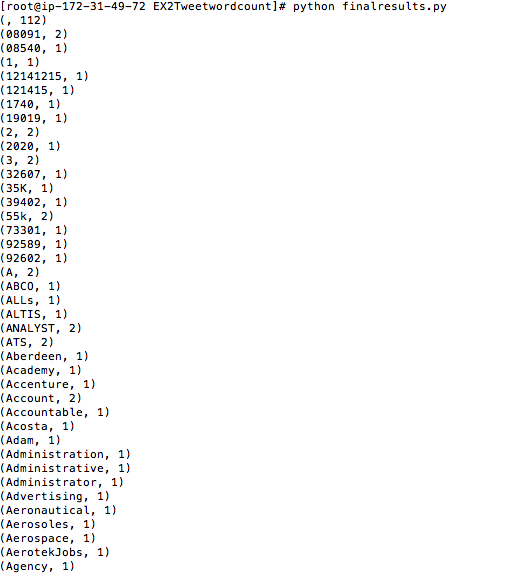 [root@ip-172-31-49-72 EX2Tweetwordcount]# python finalresults.py
(, 112)
(08091, 2)
(08540, 1)
(1, 1)
(12141215, 1)
(121415, 1)
(1740, 1)
(19019, 1)
(2, 2)
(2020, 1)
(3, 2)
(32607, 1)
(35K, 1)
(39402, 1)
(55k, 2)
(73301, 1)
(92589, 1)
(92602, 1)
(A, 2)
(ABCO, 1)
(ALLs, 1)
(ALTIS, 1)
(ANALYST, 2)
(ATS, 2)
(Aberdeen, 1)
(Academy, 1)
(Accenture, 1)
(Account, 2)
(Accountable, 1)
(Acosta, 1)
(Adam, 1)
(Administration, 1)
(Administrative, 1)
(Administrator, 1)
(Advertising, 1)
(Aeronautical, 1)
(Aerosoles, 1)
(Aerospace, 1)
(AerotekJobs, 1)
(Agency, 1)